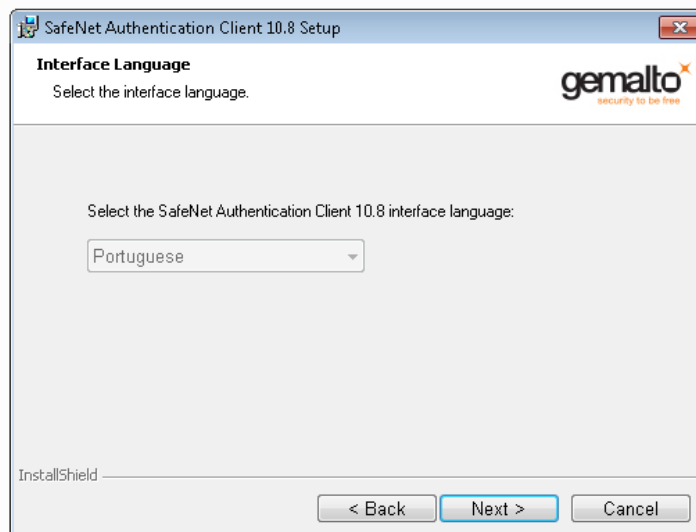 SafeNet Authentication Client 10.8 Setup
Interface Language
Select the interface language.
gemalto
security to be free
Select the SafeNet Authentication Client 10.8 interface language:
Portuguese
InstallShield
< Back
Next >
Cancel